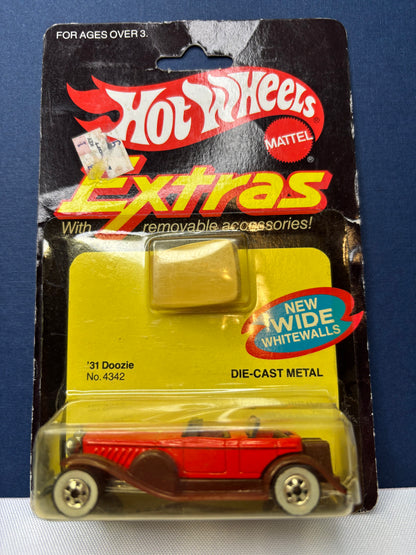 FOR AGES OVER 3.
Hot Wheels ®
MATTEL ®
Extras
With removable accessories!
NEW
WIDE
WHITEWALLS
'31 Doozie
No. 4342
DIE-CAST METAL